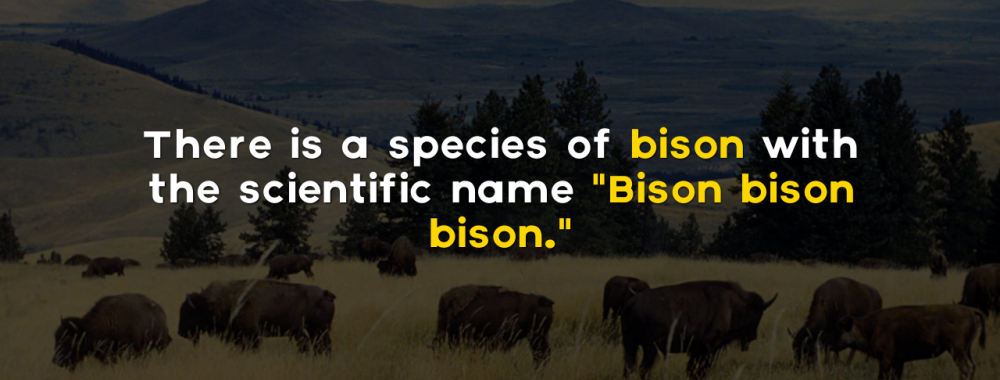 There is a species of bison with
the scientific name "Bison bison
bison."